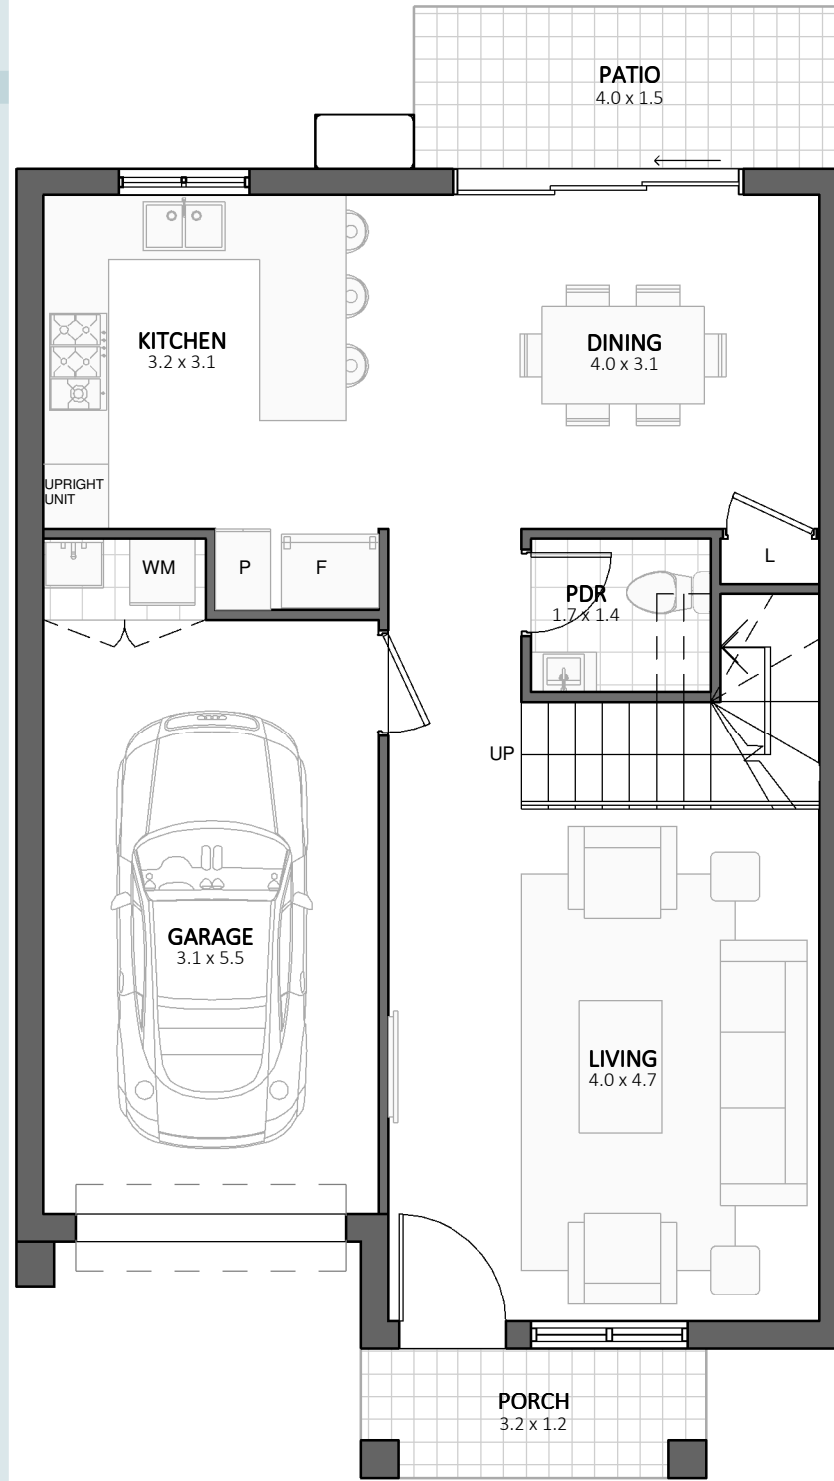 PATIO
4.0 x 1.5
KITCHEN
3.2 x 3.1
DINING
4.0 x 3.1
UPRIGHT
UNIT
WM
P
F
L
PDR
1.7 x 1.4
UP
GARAGE
3.1 x 5.5
LIVING
4.0 x 4.7
PORCH
3.2 x 1.2